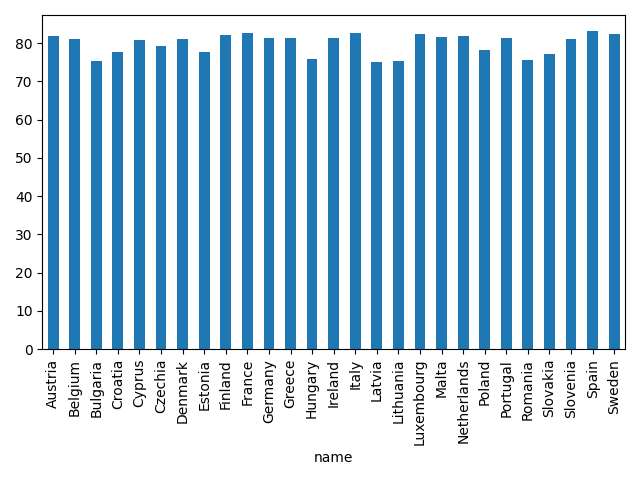 80
70
60
50
40
30
20
10
0
Austria
Belgium
Bulgaria
Croatia
Cyprus
Czechia
Denmark
Estonia
Finland
France
Germany
Greece
Hungary
Ireland
Italy
Latvia
Lithuania
Luxembourg
Malta
Netherlands
Poland
Portugal
Romania
Slovakia
Slovenia
Spain
Sweden
name